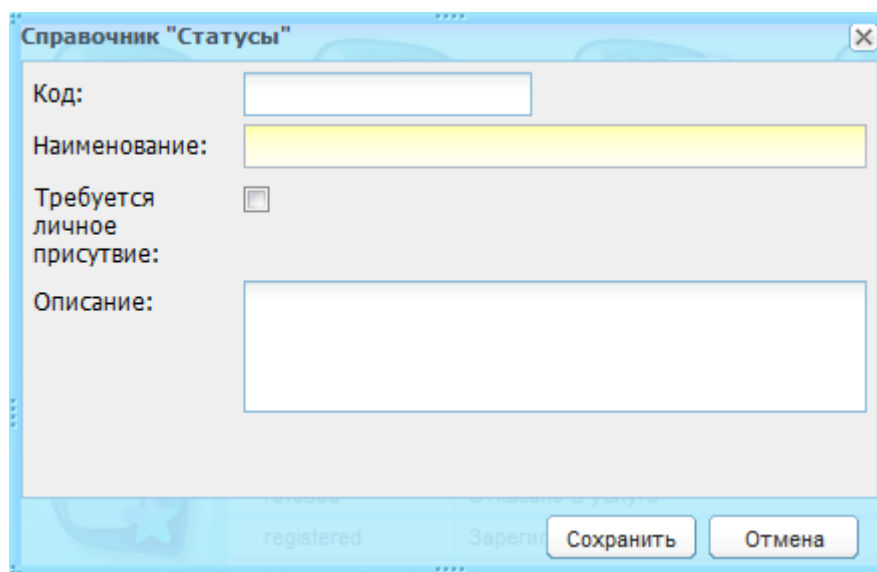 Справочник "Статусы"
Код:
Наименование:
Требуется
личное
присутвие:
Описание:
registered
Сохранить
Отмена